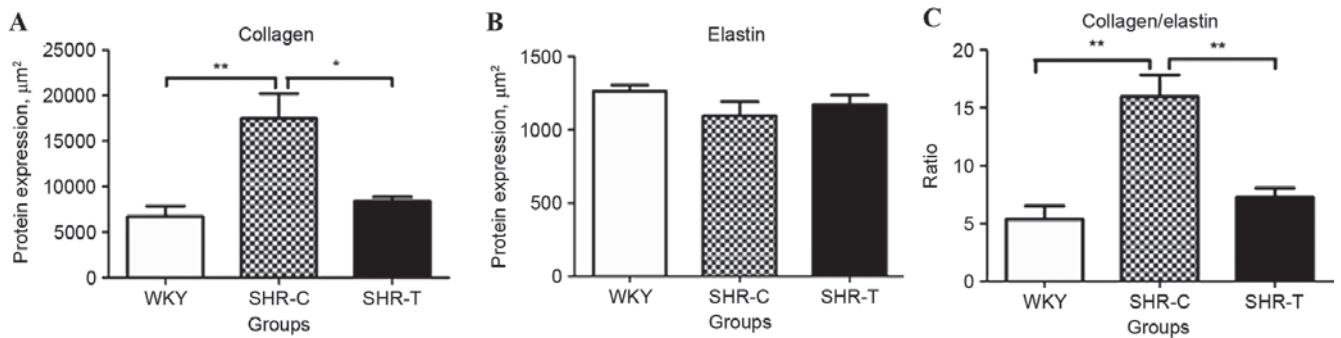 A
Collagen
Protein expression, μm²
25000
20000
15000
10000
5000
0
**
*
WKY SHR-C SHR-T
Groups
B
Elastin
Protein expression, μm²
1500
1000
500
0
WKY SHR-C SHR-T
Groups
C
Collagen/elastin
Ratio
20
15
10
5
0
**
**
WKY SHR-C SHR-T
Groups